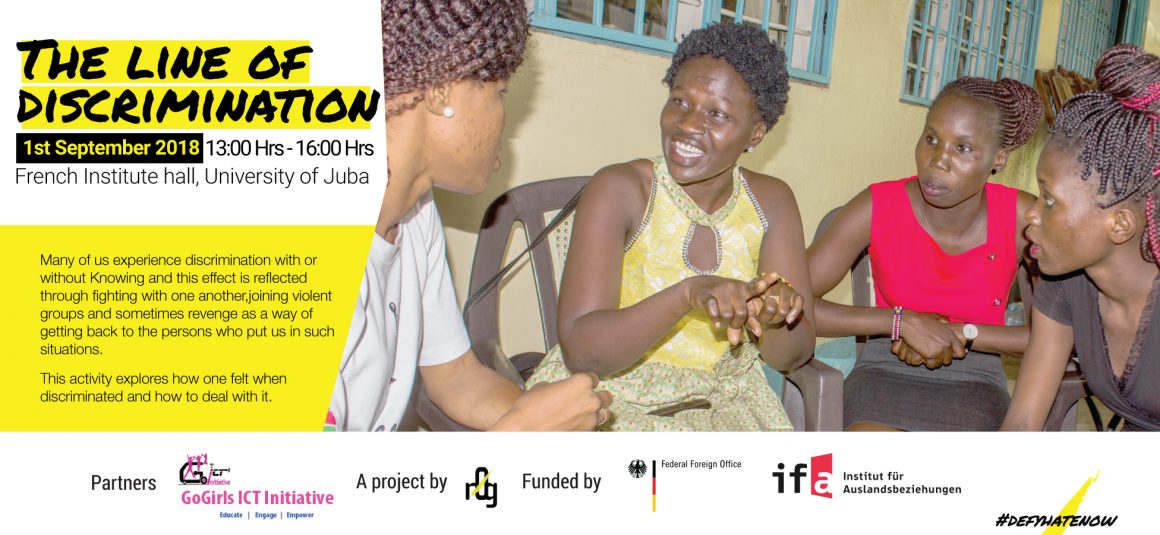 THE LINE OF
DISCRIMINATION
1st September 2018 13:00 Hrs - 16:00 Hrs
French Institute hall, University of Juba
Many of us experience discrimination with or
without Knowing and this effect is reflected
through fighting with one another,joining violent
groups and sometimes revenge as a way of
getting back to the persons who put us in such
situations.
This activity explores how one felt when
discriminated and how to deal with it.
Partners
ict
initiative
GoGirls ICT Initiative
Educate | Engage | Empower
A project by
r0g
Funded by
Federal Foreign Office
ifa
Institut für
Auslandsbeziehungen
#DEFYHATENOW